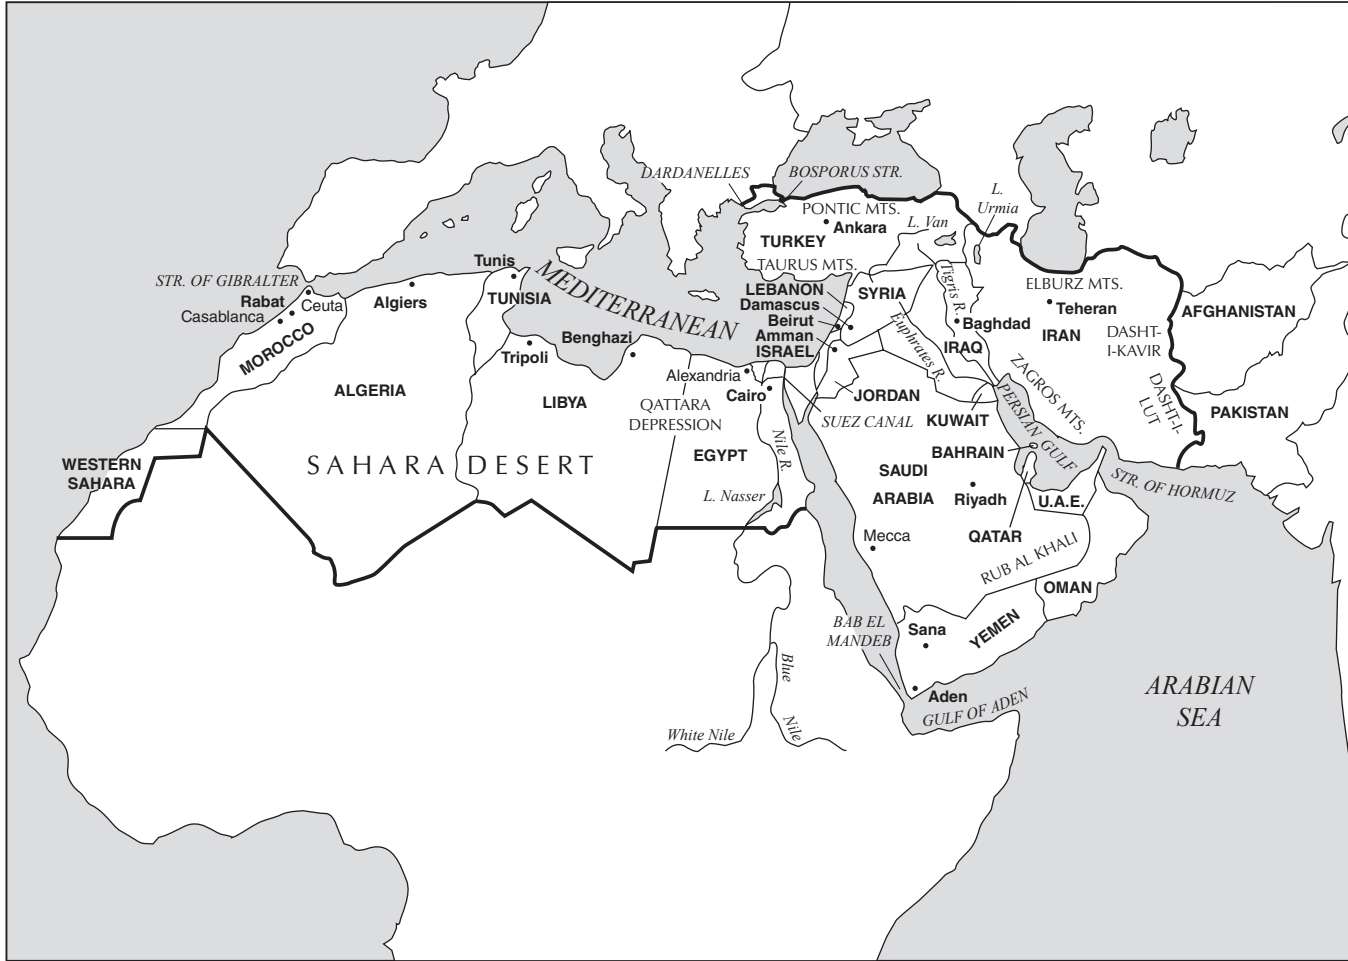 DARDANELLES
BOSPORUS STR.
L.
Urmia
PONTIC MTS.
L. Van
Ankara
TURKEY
TAURUS MTS.
Tunis
STR. OF GIBRALTER
Rabat
Ceuta
Casablanca
MOROCCO
Algiers
TUNISIA
MEDITERRANEAN
LEBANON
Damascus
Beirut
Amman
ISRAEL
SYRIA
Tigris R.
Euphrates R.
Baghdad
IRAQ
ELBURZ MTS.
Teheran
IRAN
DASHT-
I-KAVIR
DASHT-I-
LUT
ZAGROS MTS.
AFGHANISTAN
PAKISTAN
Tripoli
Benghazi
Alexandria
Cairo
ALGERIA
LIBYA
QATTARA
DEPRESSION
JORDAN
SUEZ CANAL
KUWAIT
PERSIAN GULF
BAHRAIN
Nile R.
EGYPT
L. Nasser
WESTERN
SAHARA
SAHARA DESERT
SAUDI
ARABIA
Riyadh
U.A.E.
STR. OF HORMUZ
QATAR
Mecca
RUB AL KHALI
OMAN
BAB EL
MANDEB
Sana
YEMEN
Aden
GULF OF ADEN
ARABIAN
SEA
Blue
Nile
White Nile